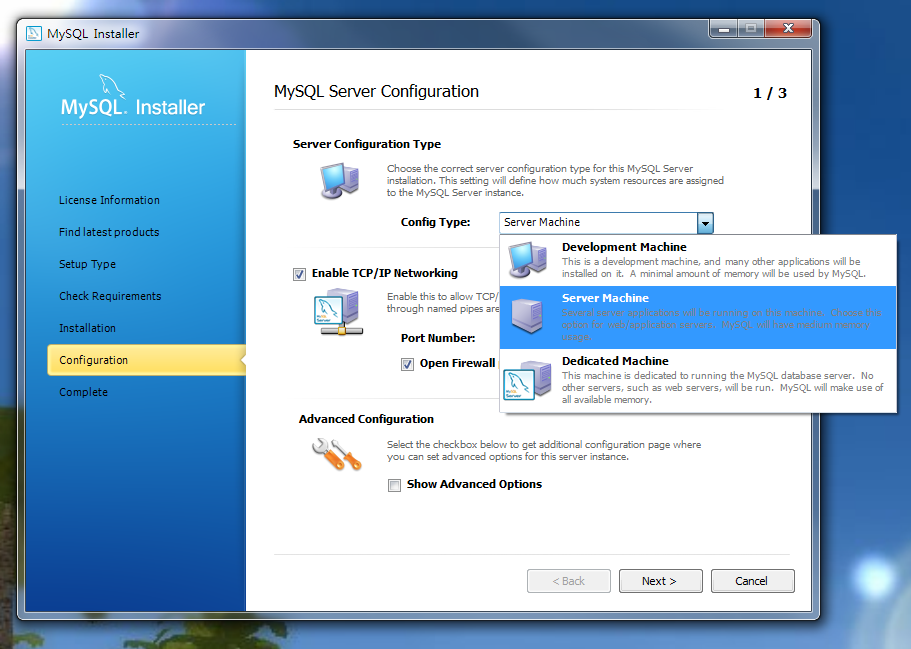 MySQL Installer
MySQL Installer
License Information
Find latest products
Setup Type
Check Requirements
Installation
Configuration
Complete
MySQL Server Configuration
1 / 3
Server Configuration Type
Choose the correct server configuration type for this MySQL Server
installation. This setting will define how much system resources are assigned
to the MySQL Server instance.
Config Type:
Server Machine
Development Machine
This is a development machine, and many other applications will be
installed on it. A minimal amount of memory will be used by MySQL.
Server Machine
Several server applications will be running on this machine. Choose this
option for web/application servers. MySQL will have medium memory
usage.
Dedicated Machine
This machine is dedicated to running the MySQL database server. No
other servers, such as web servers, will be run. MySQL will make use of
all available memory.
Enable TCP/IP Networking
Enable this to allow TCP/
through named pipes are
Port Number:
Open Firewall
Advanced Configuration
Select the checkbox below to get additional configuration page where
you can set advanced options for this server instance.
Show Advanced Options
< Back
Next >
Cancel